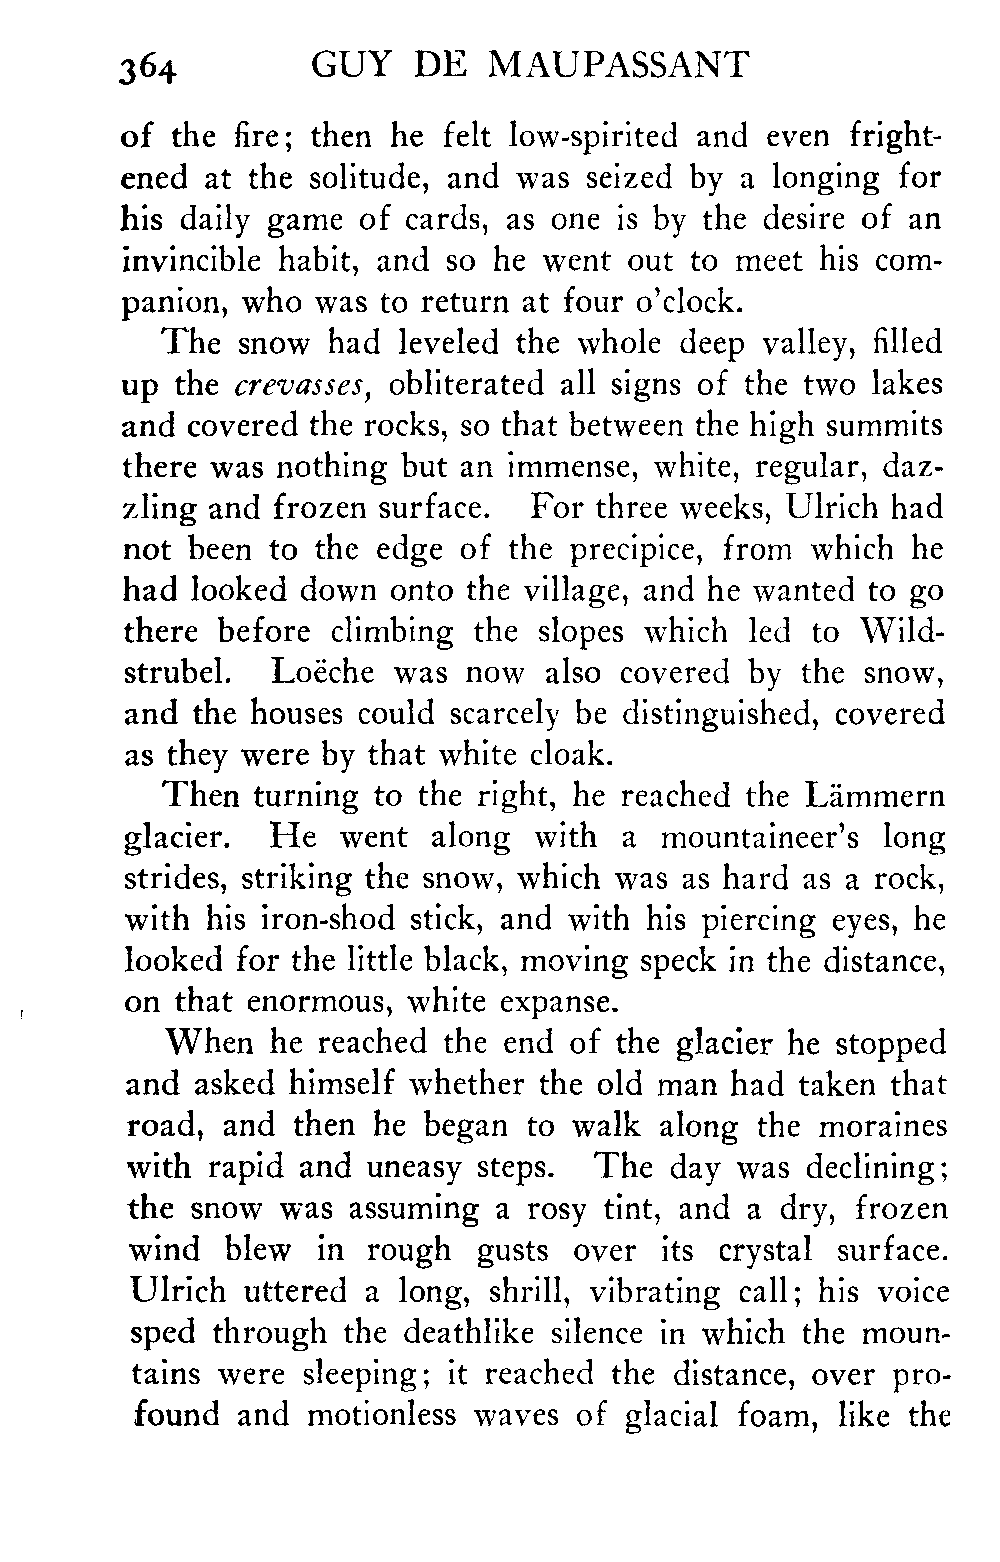 364 GUY DE MAUPASSANT
of the fire; then he felt low-spirited and even fright-
ened at the solitude, and was seized by a longing for
his daily game of cards, as one is by the desire of an
invincible habit, and so he went out to meet his com-
panion, who was to return at four o'clock.
The snow had leveled the whole deep valley, filled
up the crevasses, obliterated all signs of the two lakes
and covered the rocks, so that between the high summits
there was nothing but an immense, white, regular, daz-
zling and frozen surface. For three weeks, Ulrich had
not been to the edge of the precipice, from which he
had looked down onto the village, and he wanted to go
there before climbing the slopes which led to Wild-
strubel. Loëche was now also covered by the snow,
and the houses could scarcely be distinguished, covered
as they were by that white cloak.
Then turning to the right, he reached the Lämmern
glacier. He went along with a mountaineer's long
strides, striking the snow, which was as hard as a rock,
with his iron-shod stick, and with his piercing eyes, he
looked for the little black, moving speck in the distance,
on that enormous, white expanse.
When he reached the end of the glacier he stopped
and asked himself whether the old man had taken that
road, and then he began to walk along the moraines
with rapid and uneasy steps. The day was declining;
the snow was assuming a rosy tint, and a dry, frozen
wind blew in rough gusts over its crystal surface.
Ulrich uttered a long, shrill, vibrating call; his voice
sped through the deathlike silence in which the moun-
tains were sleeping; it reached the distance, over pro-
found and motionless waves of glacial foam, like the